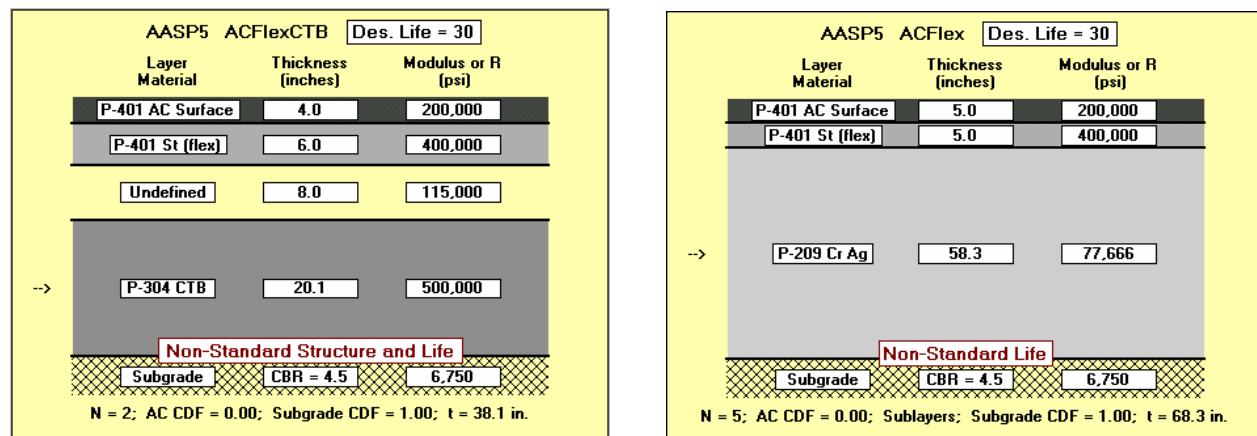 AASP5 ACFlexCTB Des. Life = 30
Layer Material Thickness (inches) Modulus or R (psi)
P-401 AC Surface 4.0 200,000
P-401 St (flex) 6.0 400,000
Undefined 8.0 115,000
--> P-304 CTB 20.1 500,000
Non-Standard Structure and Life
Subgrade CBR = 4.5 6,750
N = 2; AC CDF = 0.00; Subgrade CDF = 1.00; t = 38.1 in.
AASP5 ACFlex Des. Life = 30
Layer Material Thickness (inches) Modulus or R (psi)
P-401 AC Surface 5.0 200,000
P-401 St (flex) 5.0 400,000
--> P-209 Cr Ag 58.3 77,666
Non-Standard Life
Subgrade CBR = 4.5 6,750
N = 5; AC CDF = 0.00; Sublayers; Subgrade CDF = 1.00; t = 68.3 in.